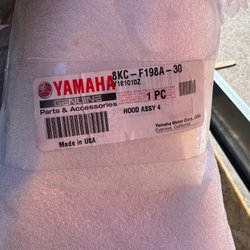 YAMAHA
GENUINE
Parts & Accessories
Made in USA
8KC-F198A-30
181010Z
1 PC
HOOD ASSY 4
Yamaha Motor Corp., USA
Cypress, California